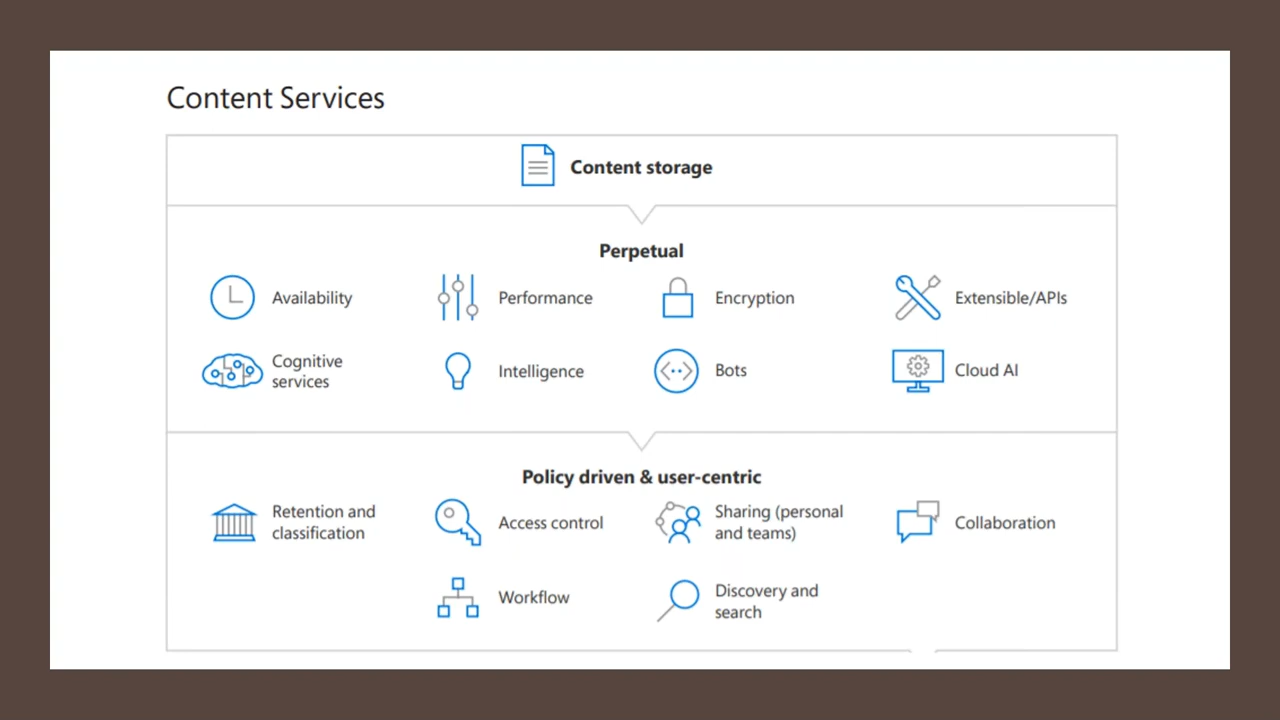 Content Services
Content storage
Perpetual
Availability
Performance
Encryption
Extensible/APIs
Cognitive
services
Intelligence
Bots
Cloud AI
Policy driven & user-centric
Retention and
classification
Access control
Sharing (personal
and teams)
Collaboration
Workflow
Discovery and
search